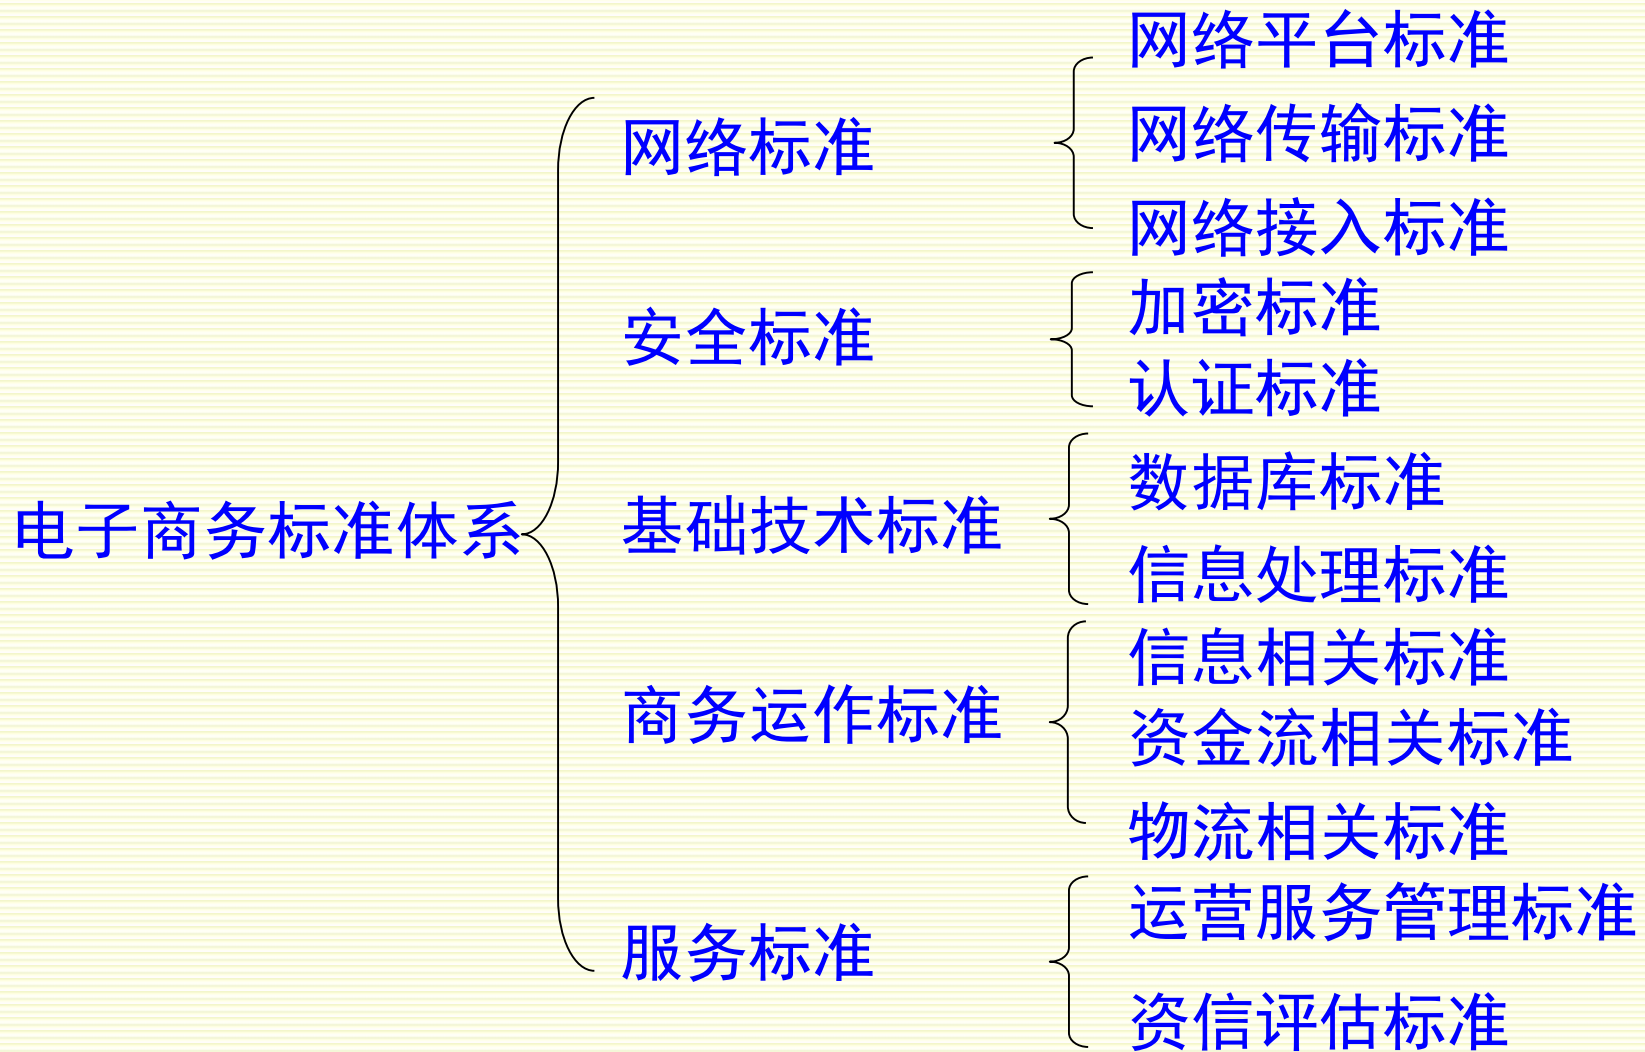 电子商务标准体系
网络标准
网络平台标准
网络传输标准
网络接入标准
安全标准
加密标准
认证标准
基础技术标准
数据库标准
信息处理标准
商务运作标准
信息相关标准
资金流相关标准
物流相关标准
服务标准
运营服务管理标准
资信评估标准